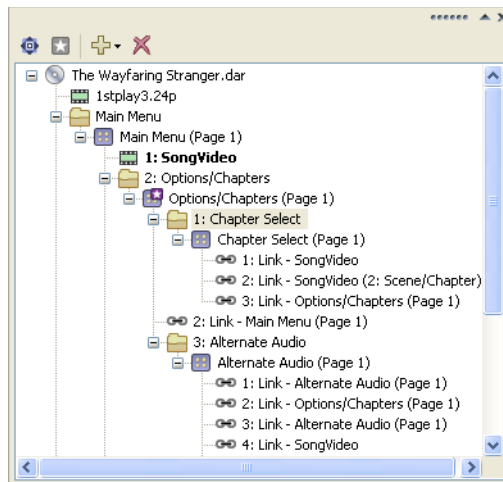 The Wayfaring Stranger.dar
1stplay3.24p
Main Menu
Main Menu (Page 1)
1: SongVideo
2: Options/Chapters
Options/Chapters (Page 1)
1: Chapter Select
Chapter Select (Page 1)
1: Link - SongVideo
2: Link - SongVideo (2: Scene/Chapter)
3: Link - Options/Chapters (Page 1)
2: Link - Main Menu (Page 1)
3: Alternate Audio
Alternate Audio (Page 1)
1: Link - Alternate Audio (Page 1)
2: Link - Options/Chapters (Page 1)
3: Link - Alternate Audio (Page 1)
4: Link - SongVideo